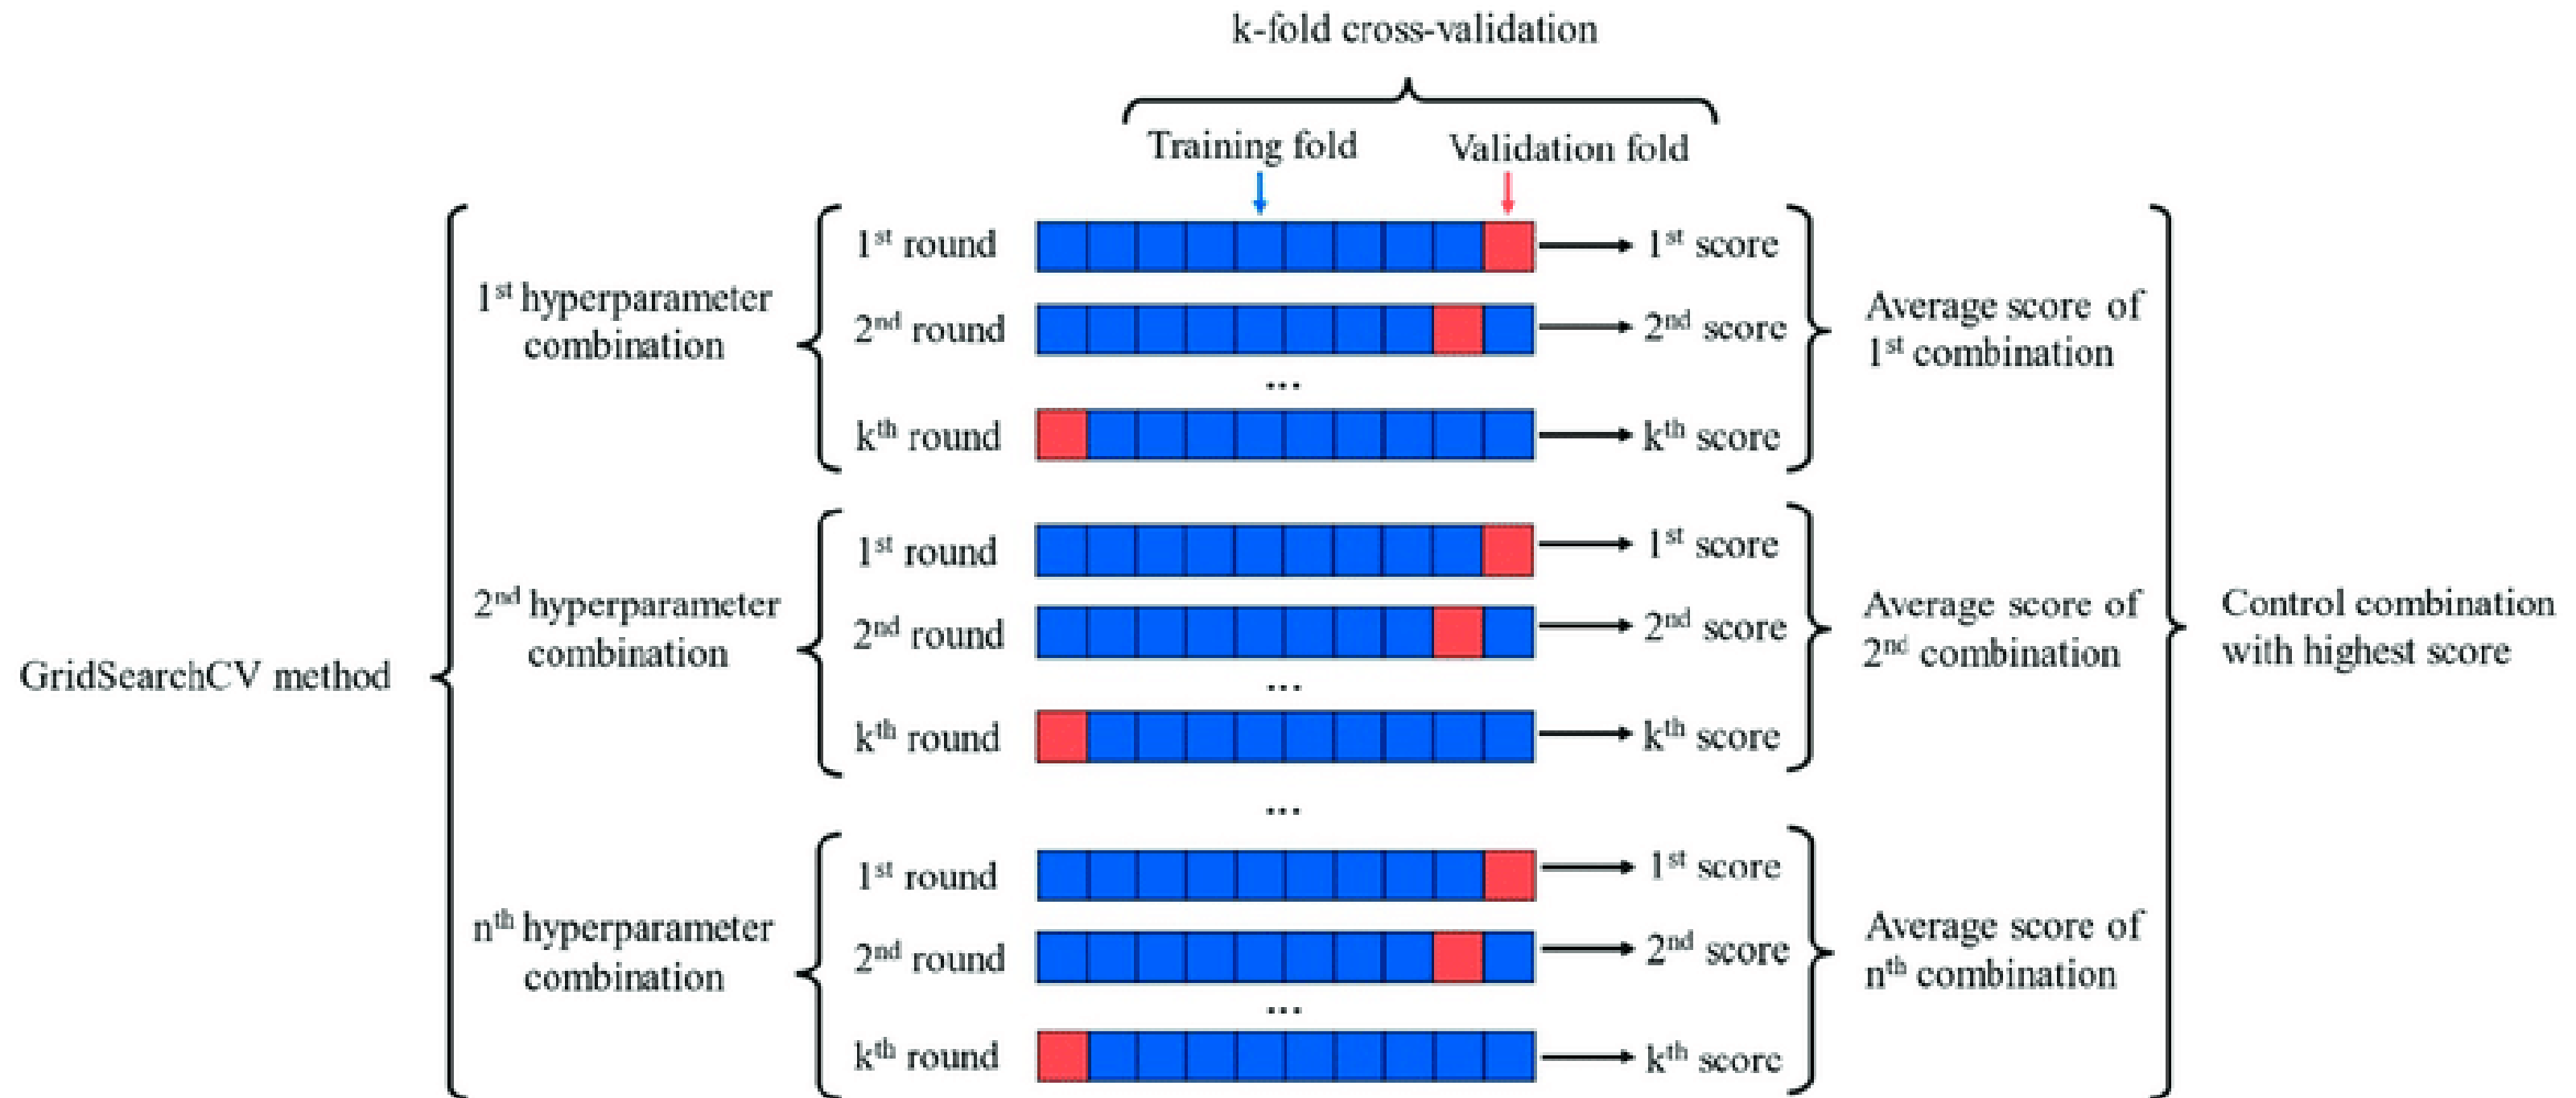 k-fold cross-validation
Training fold
Validation fold
1st round
1st score
1st hyperparameter
combination
2nd round
2nd score
Average score of
1st combination
...
kth round
kth score
1st round
1st score
2nd hyperparameter
combination
2nd round
2nd score
Average score of
2nd combination
Control combination
with highest score
GridSearchCV method
...
kth round
kth score
...
1st round
1st score
nth hyperparameter
combination
2nd round
2nd score
Average score of
nth combination
...
kth round
kth score